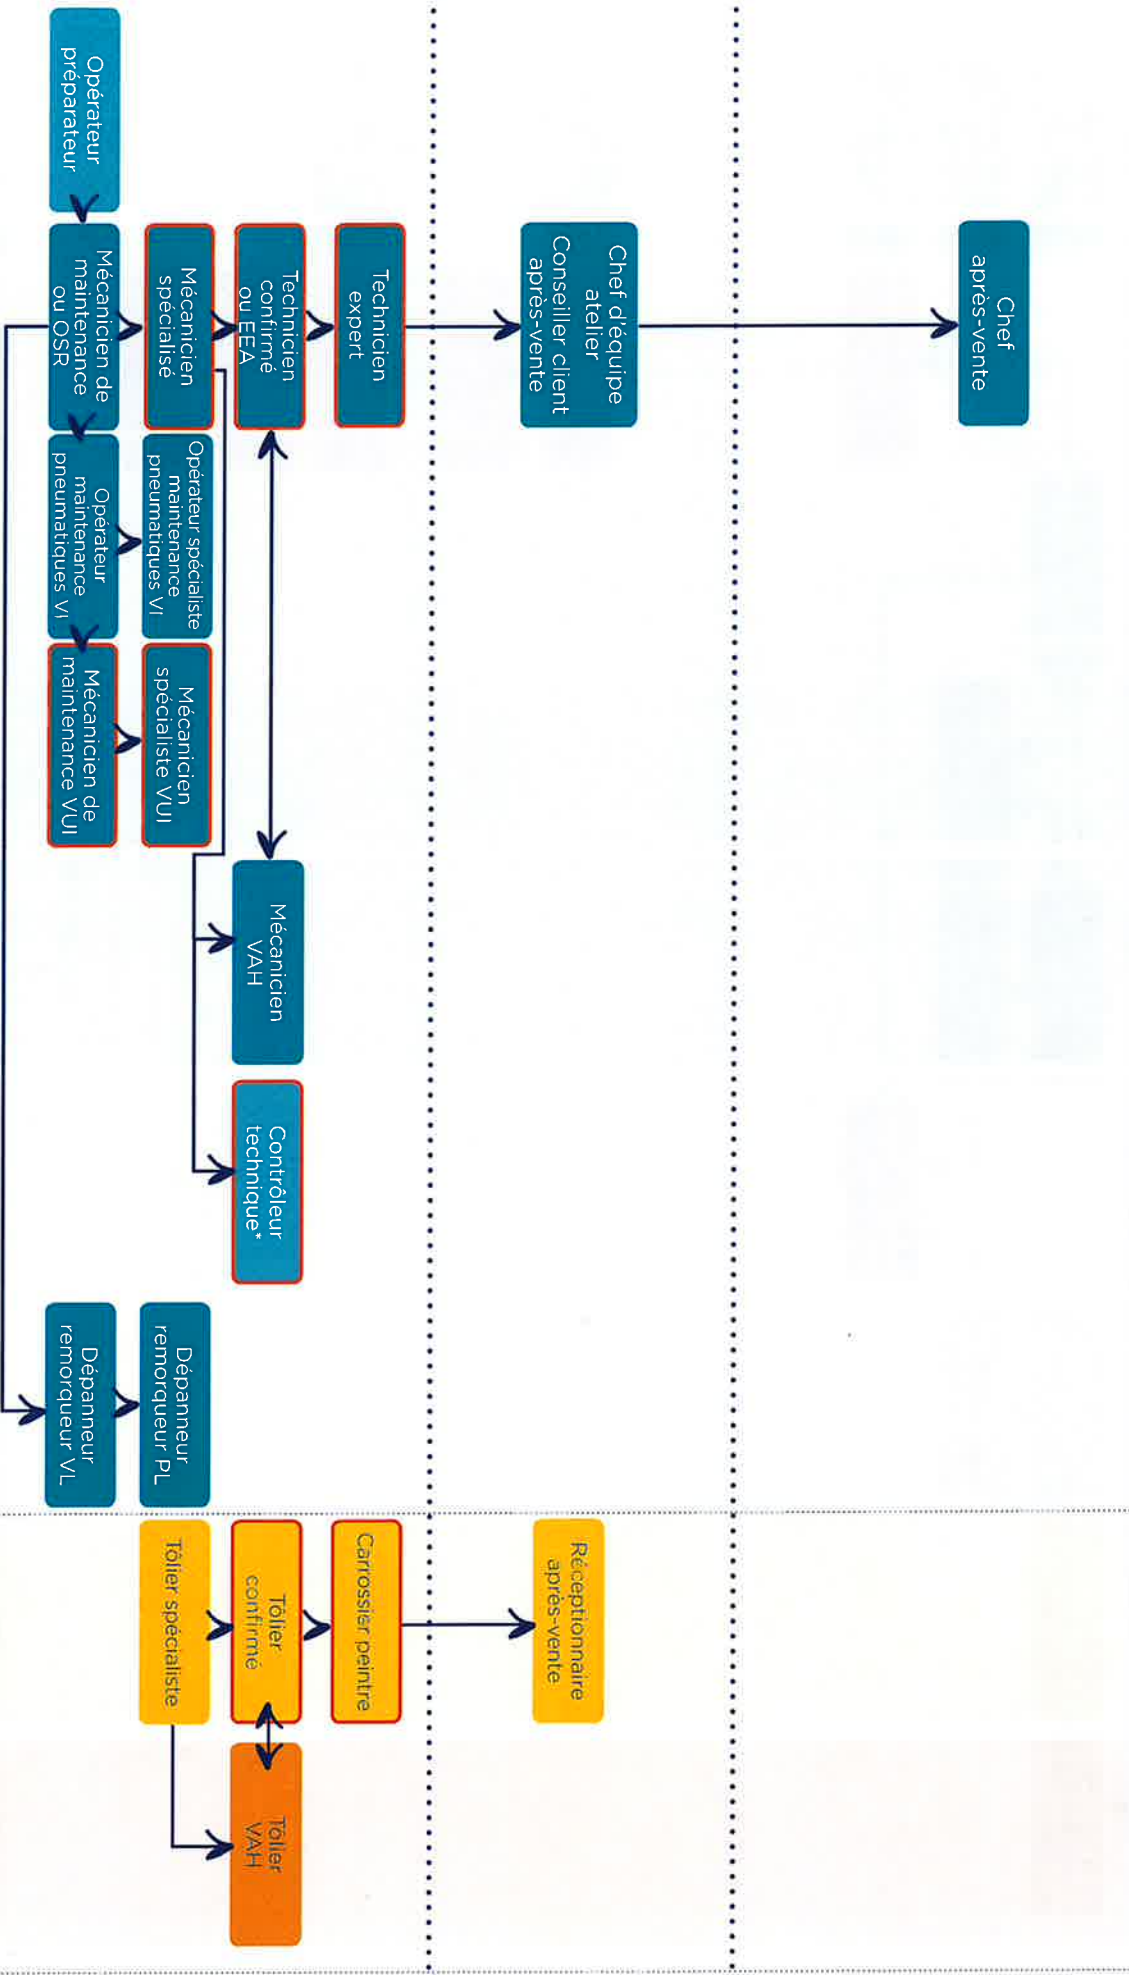 Chef
après-vente
Chef d'équipe
atelier
Conseiller client
après-vente
Réceptionnaire
après-vente
Technicien
expert
Carrossier peintre
Technicien
confirmé
ou EEA
Mécanicien
VAH
Contrôleur
technique*
Tôlier
confirmé
Tôlier
VAH
Mécanicien
spécialisé
Opérateur spécialiste
maintenance
pneumatiques VI
Mécanicien
spécialiste VUI
Dépanneur
remorqueur PL
Tôlier spécialiste
Opérateur
préparateur
Mécanicien de
maintenance
ou OSR
Opérateur
maintenance
pneumatiques VI
Mécanicien de
maintenance VUI
Dépanneur
remorqueur VL